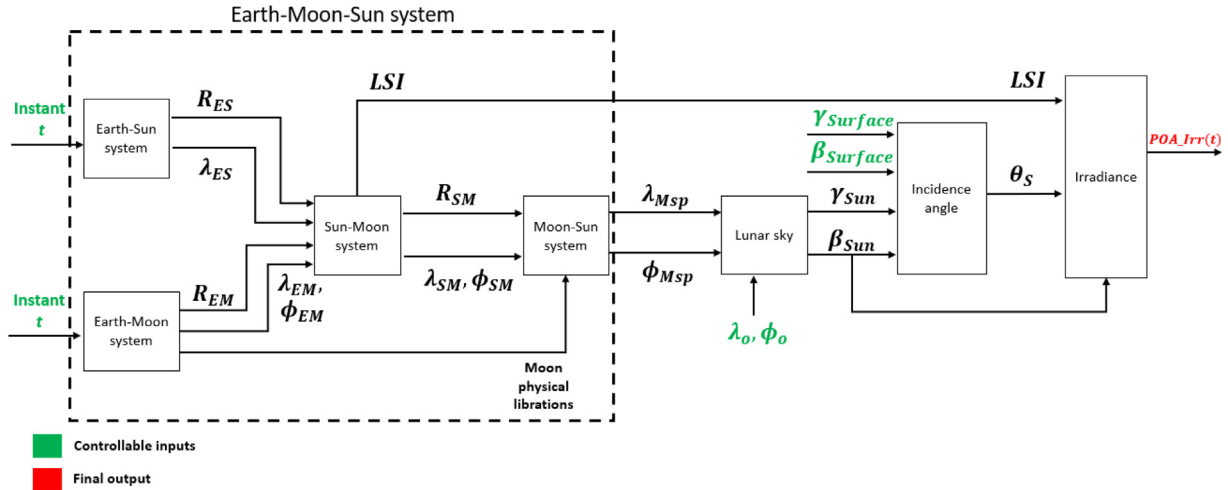 Earth-Moon-Sun system
Instant
t
Earth-Sun
system
R_ES
λ_ES
LSI
LSI
γ_Surface
β_Surface
Incidence
angle
θ_S
Irradiance
POA_Irr(t)
Sun-Moon
system
R_SM
λ_SM, ϕ_SM
Moon-Sun
system
λ_Msp
ϕ_Msp
Lunar sky
γ_Sun
β_Sun
λ_o, ϕ_o
Instant
t
Earth-Moon
system
R_EM
λ_EM,
ϕ_EM
Moon
physical
librations
Controllable inputs
Final output